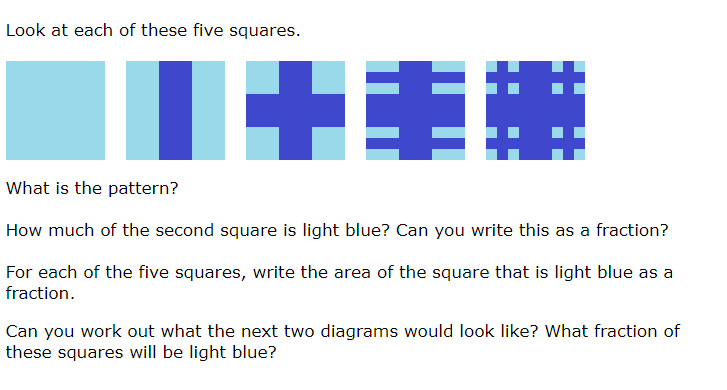 Look at each of these five squares.
What is the pattern?
How much of the second square is light blue? Can you write this as a fraction?
For each of the five squares, write the area of the square that is light blue as a
fraction.
Can you work out what the next two diagrams would look like? What fraction of
these squares will be light blue?